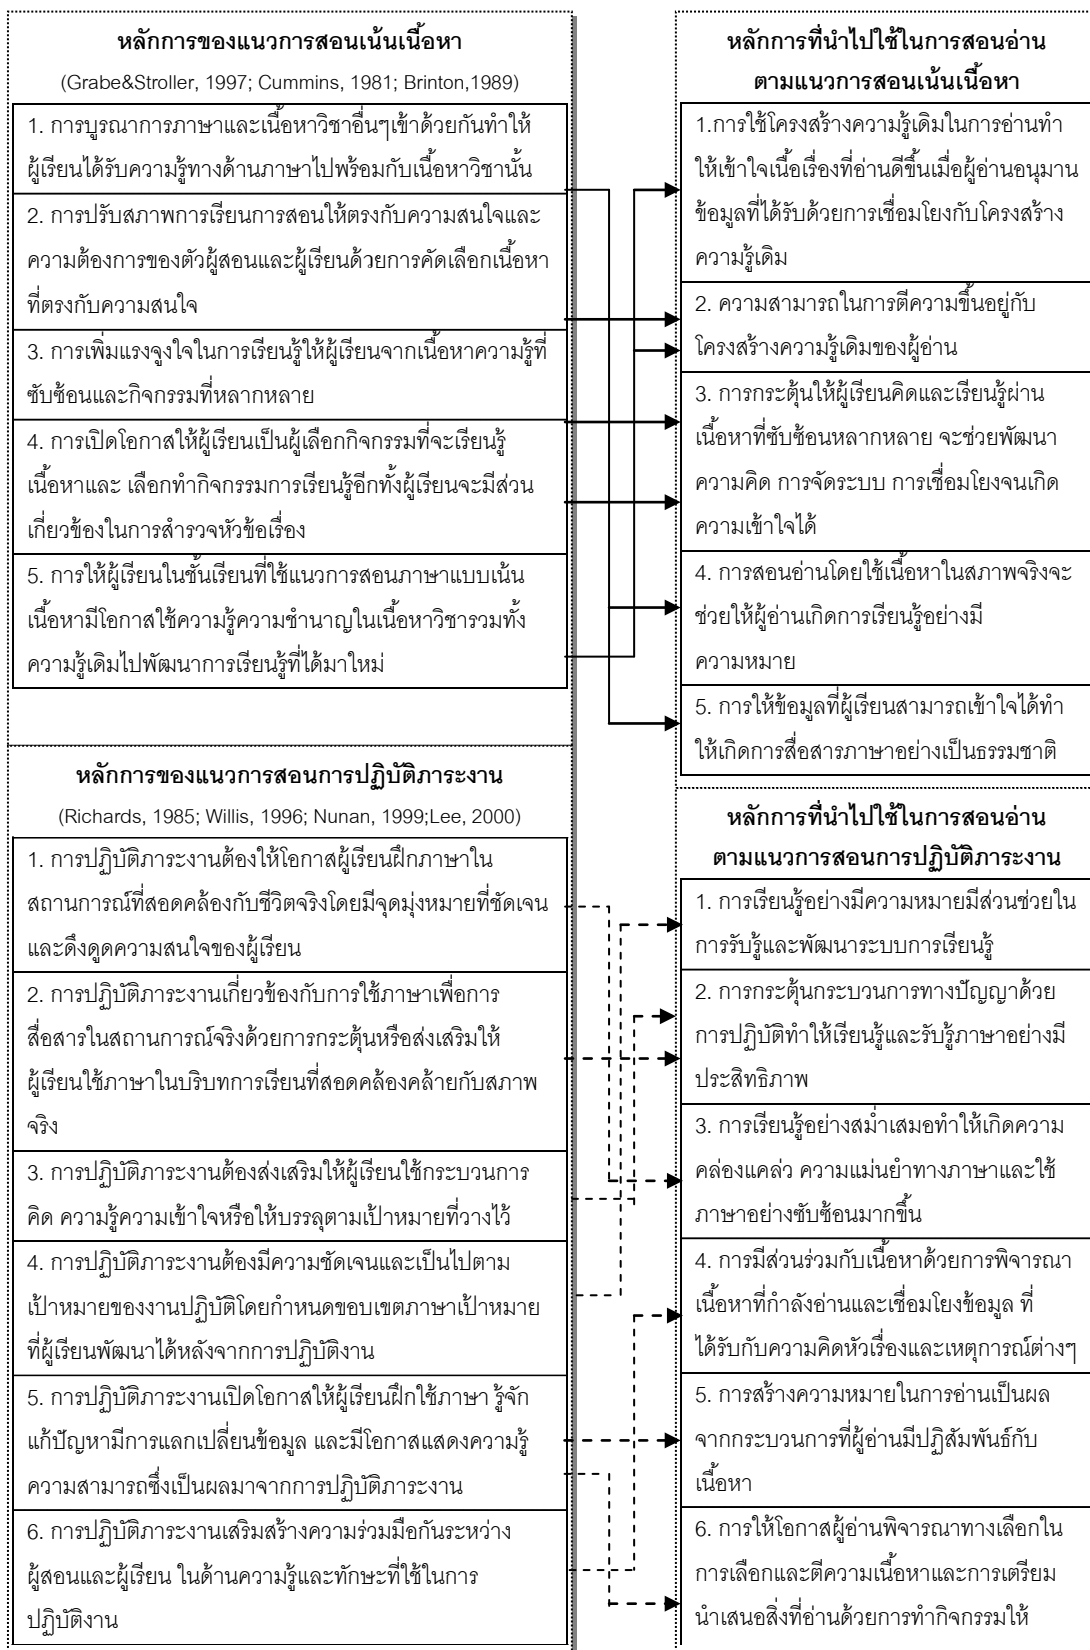 หลักการของแนวการสอนเน้นเนื้อหา
(Grabe&Stroller, 1997; Cummins, 1981; Brinton,1989)
1. การบูรณาการภาษาและเนื้อหาวิชาอื่นๆเข้าด้วยกันทำให้
ผู้เรียนได้รับความรู้ทางด้านภาษาไปพร้อมกับเนื้อหาวิชานั้น
2. การปรับสภาพการเรียนการสอนให้ตรงกับความสนใจและ
ความต้องการของตัวผู้สอนและผู้เรียนด้วยการคัดเลือกเนื้อหา
ที่ตรงกับความสนใจ
3. การเพิ่มแรงจูงใจในการเรียนรู้ให้ผู้เรียนจากเนื้อหาความรู้ที่
ซับซ้อนและกิจกรรมที่หลากหลาย
4. การเปิดโอกาสให้ผู้เรียนเป็นผู้เลือกกิจกรรมที่จะเรียนรู้
เนื้อหาและ เลือกทำกิจกรรมการเรียนรู้อีกทั้งผู้เรียนจะมีส่วน
เกี่ยวข้องในการสำรวจหัวข้อเรื่อง
5. การให้ผู้เรียนในชั้นเรียนที่ใช้แนวการสอนภาษาแบบเน้น
เนื้อหามีโอกาสใช้ความรู้ความชำนาญในเนื้อหาวิชารวมทั้ง
ความรู้เดิมไปพัฒนาการเรียนรู้ที่ได้มาใหม่
หลักการที่นำไปใช้ในการสอนอ่าน
ตามแนวการสอนเน้นเนื้อหา
1.การใช้โครงสร้างความรู้เดิมในการอ่านทำ
ให้เข้าใจเนื้อเรื่องที่อ่านดีขึ้นเมื่อผู้อ่านอนุมาน
ข้อมูลที่ได้รับด้วยการเชื่อมโยงกับโครงสร้าง
ความรู้เดิม
2. ความสามารถในการตีความขึ้นอยู่กับ
โครงสร้างความรู้เดิมของผู้อ่าน
3. การกระตุ้นให้ผู้เรียนคิดและเรียนรู้ผ่าน
เนื้อหาที่ซับซ้อนหลากหลาย จะช่วยพัฒนา
ความคิด การจัดระบบ การเชื่อมโยงจนเกิด
ความเข้าใจได้
4. การสอนอ่านโดยใช้เนื้อหาในสภาพจริงจะ
ช่วยให้ผู้อ่านเกิดการเรียนรู้อย่างมี
ความหมาย
5. การให้ข้อมูลที่ผู้เรียนสามารถเข้าใจได้ทำ
ให้เกิดการสื่อสารภาษาอย่างเป็นธรรมชาติ
หลักการของแนวการสอนการปฏิบัติภาระงาน
(Richards, 1985; Willis, 1996; Nunan, 1999;Lee, 2000)
1. การปฏิบัติภาระงานต้องให้โอกาสผู้เรียนฝึกภาษาใน
สถานการณ์ที่สอดคล้องกับชีวิตจริงโดยมีจุดมุ่งหมายที่ชัดเจน
และดึงดูดความสนใจของผู้เรียน
2. การปฏิบัติภาระงานเกี่ยวข้องกับการใช้ภาษาเพื่อการ
สื่อสารในสถานการณ์จริงด้วยการกระตุ้นหรือส่งเสริมให้
ผู้เรียนใช้ภาษาในบริบทการเรียนที่สอดคล้องคล้ายกับสภาพ
จริง
3. การปฏิบัติภาระงานต้องส่งเสริมให้ผู้เรียนใช้กระบวนการ
คิด ความรู้ความเข้าใจหรือให้บรรลุตามเป้าหมายที่วางไว้
4. การปฏิบัติภาระงานต้องมีความชัดเจนและเป็นไปตาม
เป้าหมายของงานปฏิบัติโดยกำหนดขอบเขตภาษาเป้าหมาย
ที่ผู้เรียนพัฒนาได้หลังจากการปฏิบัติงาน
5. การปฏิบัติภาระงานเปิดโอกาสให้ผู้เรียนฝึกใช้ภาษา รู้จัก
แก้ปัญหามีการแลกเปลี่ยนข้อมูล และมีโอกาสแสดงความรู้
ความสามารถซึ่งเป็นผลมาจากการปฏิบัติภาระงาน
6. การปฏิบัติภาระงานเสริมสร้างความร่วมมือกันระหว่าง
ผู้สอนและผู้เรียน ในด้านความรู้และทักษะที่ใช้ในการ
ปฏิบัติงาน
หลักการที่นำไปใช้ในการสอนอ่าน
ตามแนวการสอนการปฏิบัติภาระงาน
1. การเรียนรู้อย่างมีความหมายมีส่วนช่วยใน
การรับรู้และพัฒนาระบบการเรียนรู้
2. การกระตุ้นกระบวนการทางปัญญาด้วย
การปฏิบัติทำให้เรียนรู้และรับรู้ภาษาอย่างมี
ประสิทธิภาพ
3. การเรียนรู้อย่างสม่ำเสมอทำให้เกิดความ
คล่องแคล่ว ความแม่นยำทางภาษาและใช้
ภาษาอย่างซับซ้อนมากขึ้น
4. การมีส่วนร่วมกับเนื้อหาด้วยการพิจารณา
เนื้อหาที่กำลังอ่านและเชื่อมโยงข้อมูล ที่
ได้รับกับความคิดหัวเรื่องและเหตุการณ์ต่างๆ
5. การสร้างความหมายในการอ่านเป็นผล
จากกระบวนการที่ผู้อ่านมีปฏิสัมพันธ์กับ
เนื้อหา
6. การให้โอกาสผู้อ่านพิจารณาทางเลือกใน
การเลือกและตีความเนื้อหาและการเตรียม
นำเสนอสิ่งที่อ่านด้วยการทำกิจกรรมให้